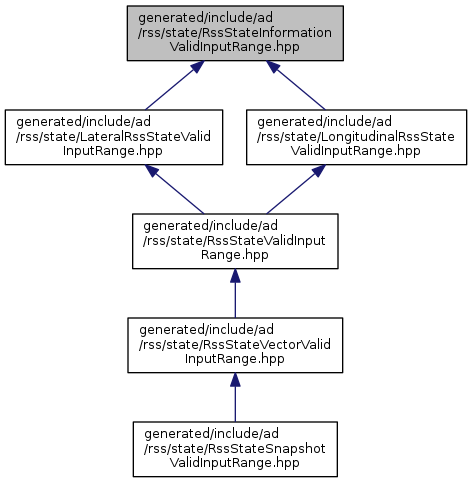 generated/include/ad
/rss/state/RssStateInformation
ValidInputRange.hpp
generated/include/ad
/rss/state/LateralRssStateValid
InputRange.hpp
generated/include/ad
/rss/state/LongitudinalRssState
ValidInputRange.hpp
generated/include/ad
/rss/state/RssStateValidInput
Range.hpp
generated/include/ad
/rss/state/RssStateVectorValid
InputRange.hpp
generated/include/ad
/rss/state/RssStateSnapshot
ValidInputRange.hpp